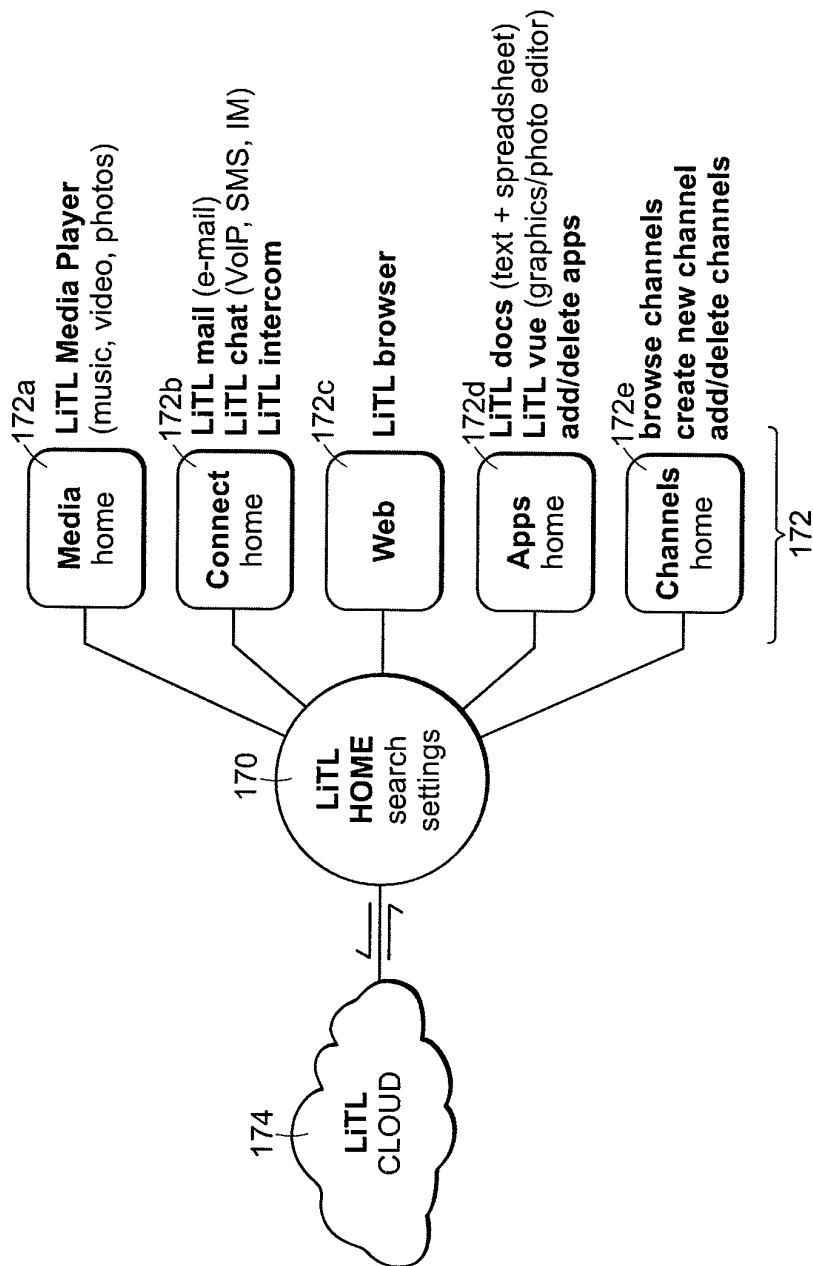 174
LiTL
CLOUD
170
LiTL
HOME
search
settings
172a
Media
home
LiTL Media Player
(music, video, photos)
172b
Connect
home
LiTL mail (e-mail)
LiTL chat (VoIP, SMS, IM)
LiTL intercom
172c
Web
LiTL browser
172d
Apps
home
LiTL docs (text + spreadsheet)
LiTL vue (graphics/photo editor)
add/delete apps
172e
Channels
home
browse channels
create new channel
add/delete channels
172